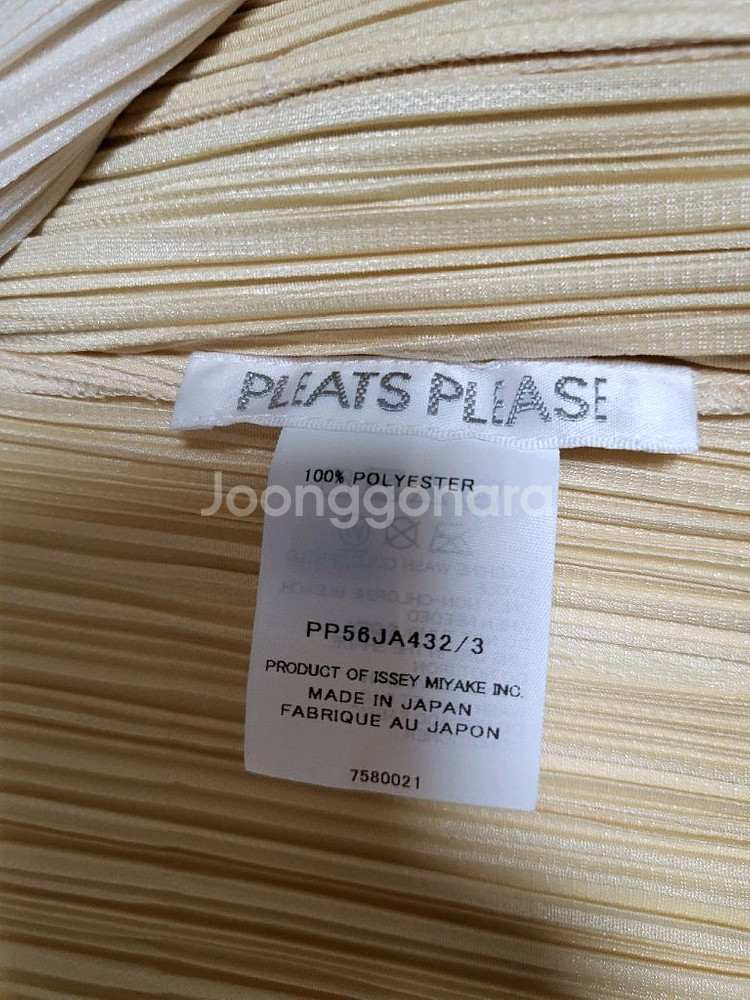 PLEATS PLEASE
100% POLYESTER
Joonggonara
PP56JA432/3
PRODUCT OF ISSEY MIYAKE INC.
MADE IN JAPAN
FABRIQUE AU JAPON
7580021